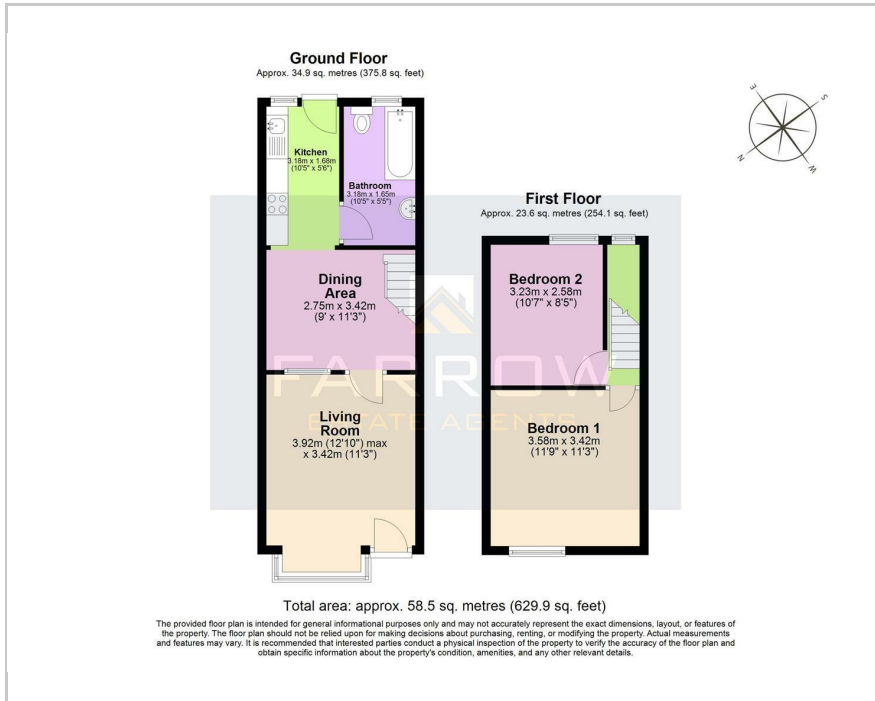 Ground Floor
Approx. 34.9 sq. metres (375.8 sq. feet)
Kitchen
3.18m x 1.68m
(10'5" x 5'6")
Bathroom
3.18m x 1.65m
(10'5" x 5'5")
Dining
Area
2.75m x 3.42m
(9' x 11'3")
Living
Room
3.92m (12'10") max
x 3.42m (11'3")
E
S
N
W
First Floor
Approx. 23.6 sq. metres (254.1 sq. feet)
Bedroom 2
3.23m x 2.58m
(10'7" x 8'5")
Bedroom 1
3.58m x 3.42m
(11'9" x 11'3")
FARROW
ESTATE AGENTS
Total area: approx. 58.5 sq. metres (629.9 sq. feet)
The provided floor plan is intended for general informational purposes only and may not accurately represent the exact dimensions, layout, or features of
the property. The floor plan should not be relied upon for making decisions about purchasing, renting, or modifying the property. Actual measurements
and features may vary. It is recommended that interested parties conduct a physical inspection of the property to verify the accuracy of the floor plan and
obtain specific information about the property's condition, amenities, and any other relevant details.